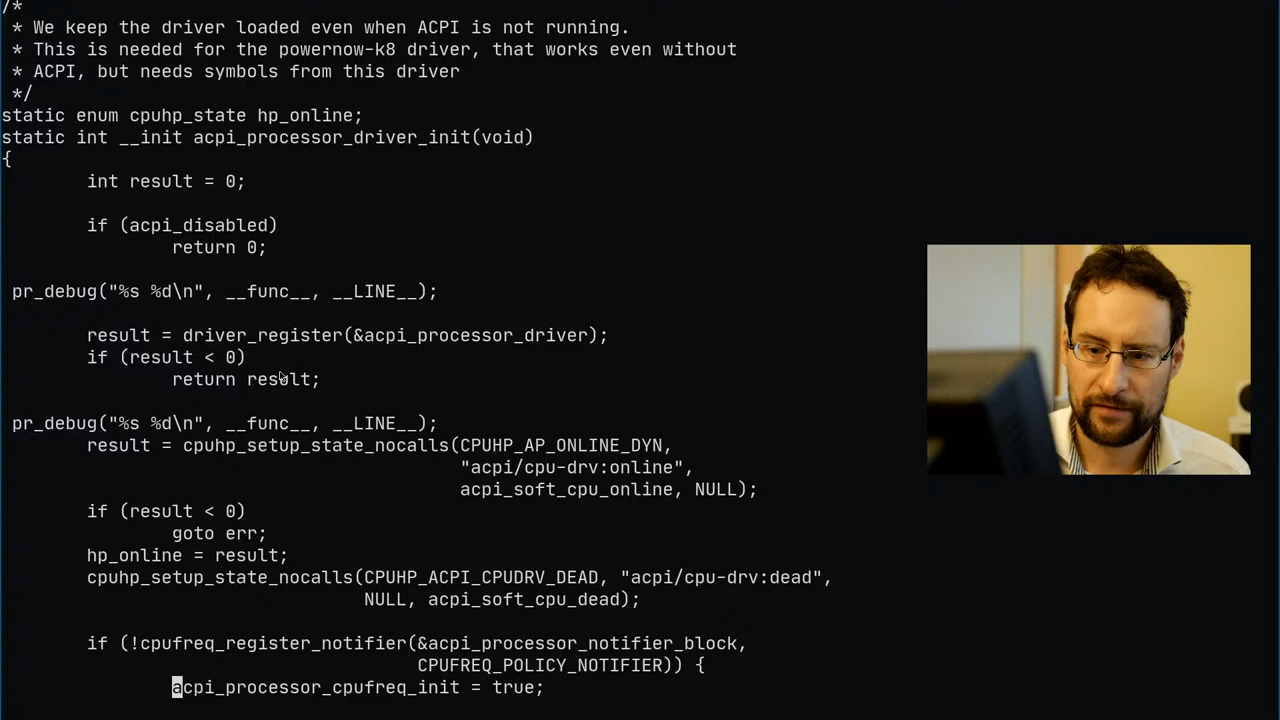 /*
 * We keep the driver loaded even when ACPI is not running.
 * This is needed for the powernow-k8 driver, that works even without
 * ACPI, but needs symbols from this driver
 */
static enum cpuhp_state hp_online;
static int __init acpi_processor_driver_init(void)
{
        int result = 0;

        if (acpi_disabled)
                return 0;

 pr_debug("%s %d\n", __func__, __LINE__);

        result = driver_register(&acpi_processor_driver);
        if (result < 0)
                return result;

 pr_debug("%s %d\n", __func__, __LINE__);
        result = cpuhp_setup_state_nocalls(CPUHP_AP_ONLINE_DYN,
                                           "acpi/cpu-drv:online",
                                           acpi_soft_cpu_online, NULL);
        if (result < 0)
                goto err;
        hp_online = result;
        cpuhp_setup_state_nocalls(CPUHP_ACPI_CPUDRV_DEAD, "acpi/cpu-drv:dead",
                                  NULL, acpi_soft_cpu_dead);

        if (!cpufreq_register_notifier(&acpi_processor_notifier_block,
                                       CPUFREQ_POLICY_NOTIFIER)) {
                acpi_processor_cpufreq_init = true;